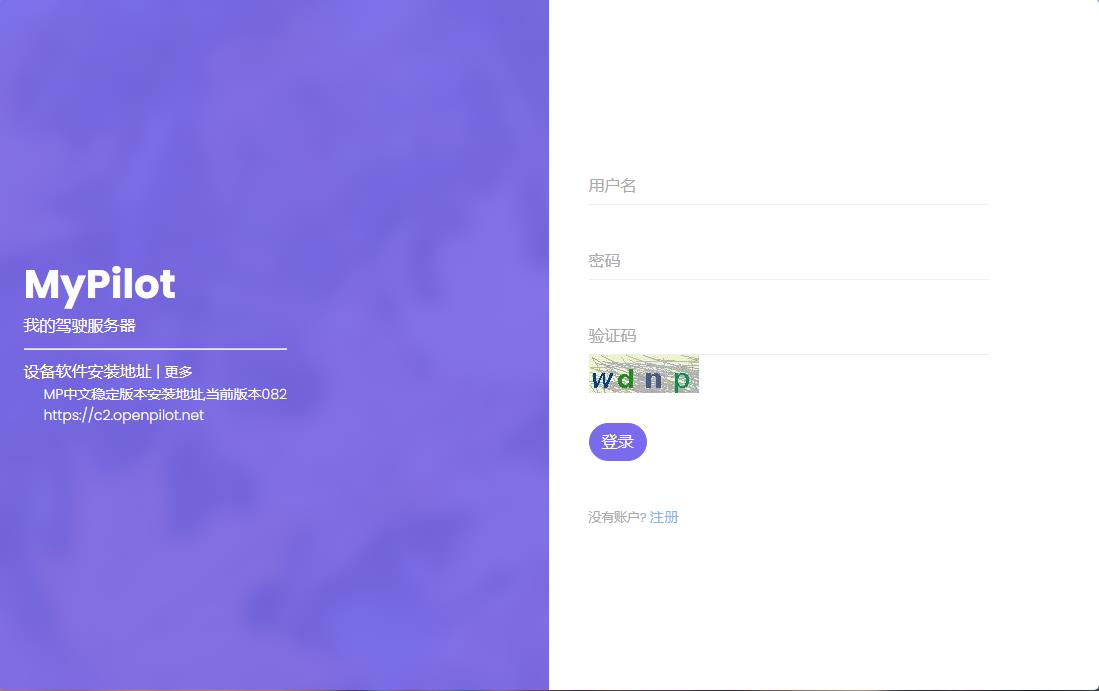 MyPilot
我的驾驶服务器
设备软件安装地址 | 更多
MP中文稳定版本安装地址,当前版本082
https://c2.openpilot.net
用户名
密码
验证码
wdnp
登录
没有账户? 注册